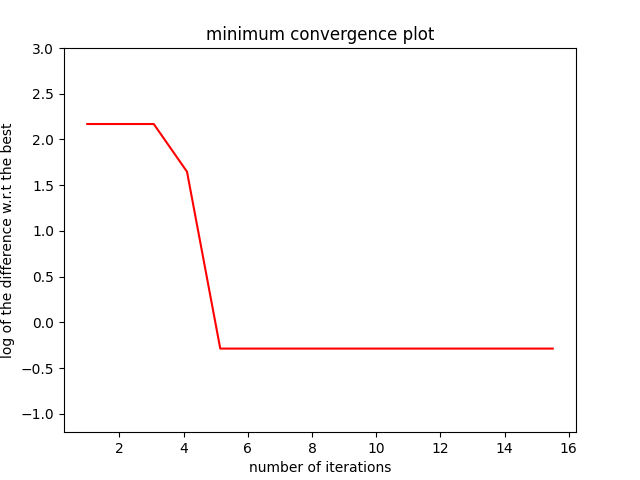 minimum convergence plot
3.0
2.5
2.0
1.5
1.0
0.5
0.0
−0.5
−1.0
log of the difference w.r.t the best
2 4 6 8 10 12 14 16
number of iterations